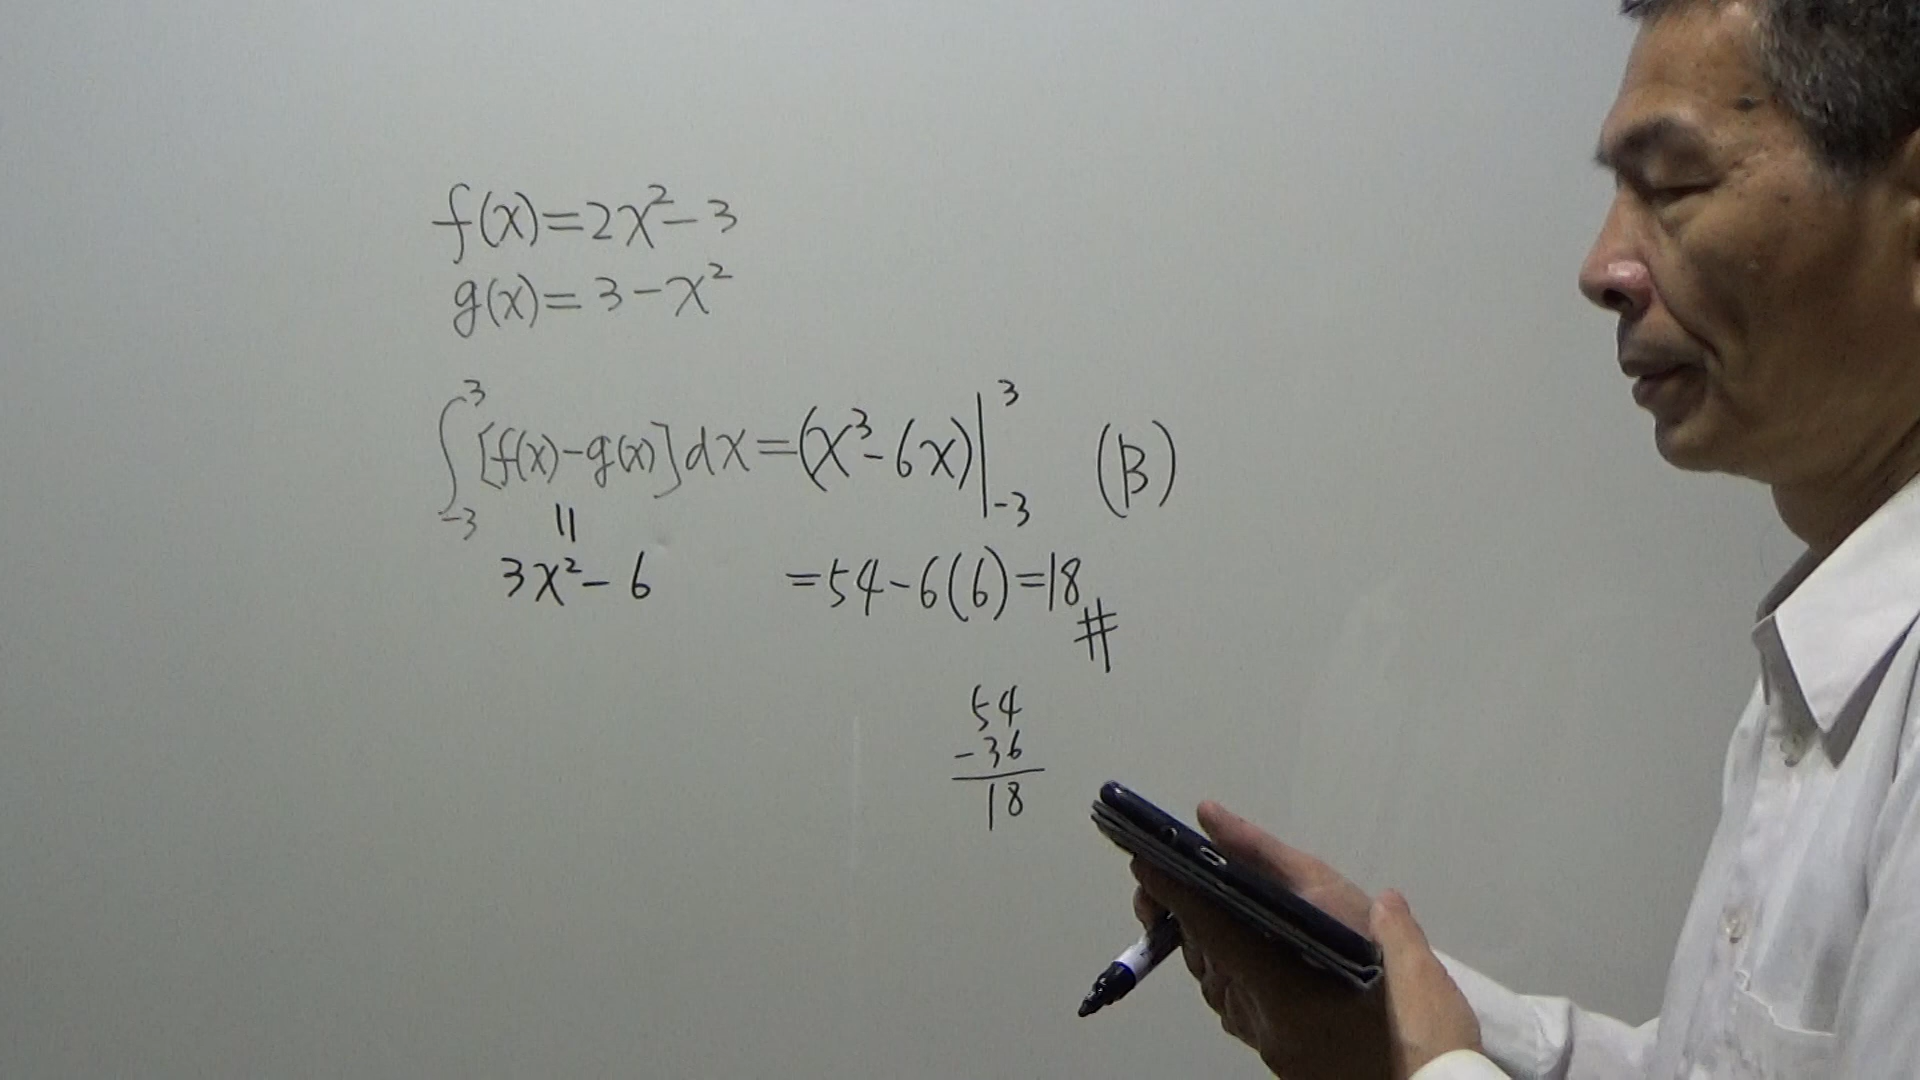 f(x)=2x²-3
g(x)=3-x²
∫₋₃³[f(x)-g(x)]dx=(x³-6x)|₋₃³ (B)
||
3x²-6 =54-6(6)=18#
54
-36
18